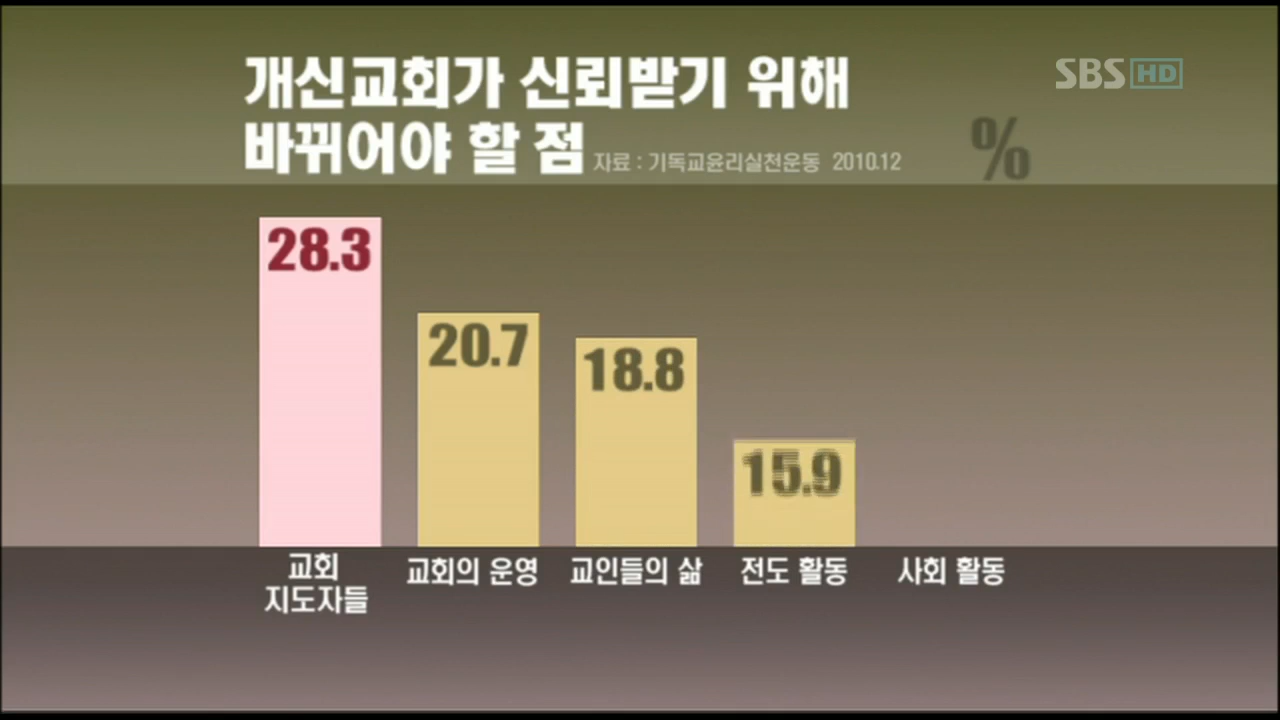 개신교회가 신뢰받기 위해
바뀌어야 할 점 자료 : 기독교윤리실천운동 2010.12
SBS HD
%
28.3
20.7
18.8
15.9
교회
지도자들
교회의 운영
교인들의 삶
전도 활동
사회 활동